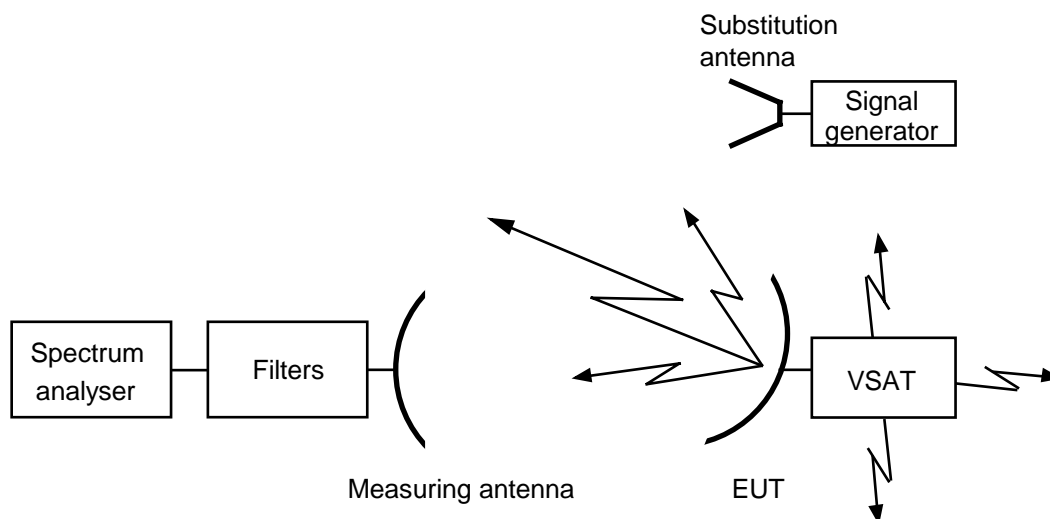 Substitution
antenna
Signal
generator
Spectrum
analyser
Filters
VSAT
Measuring antenna
EUT